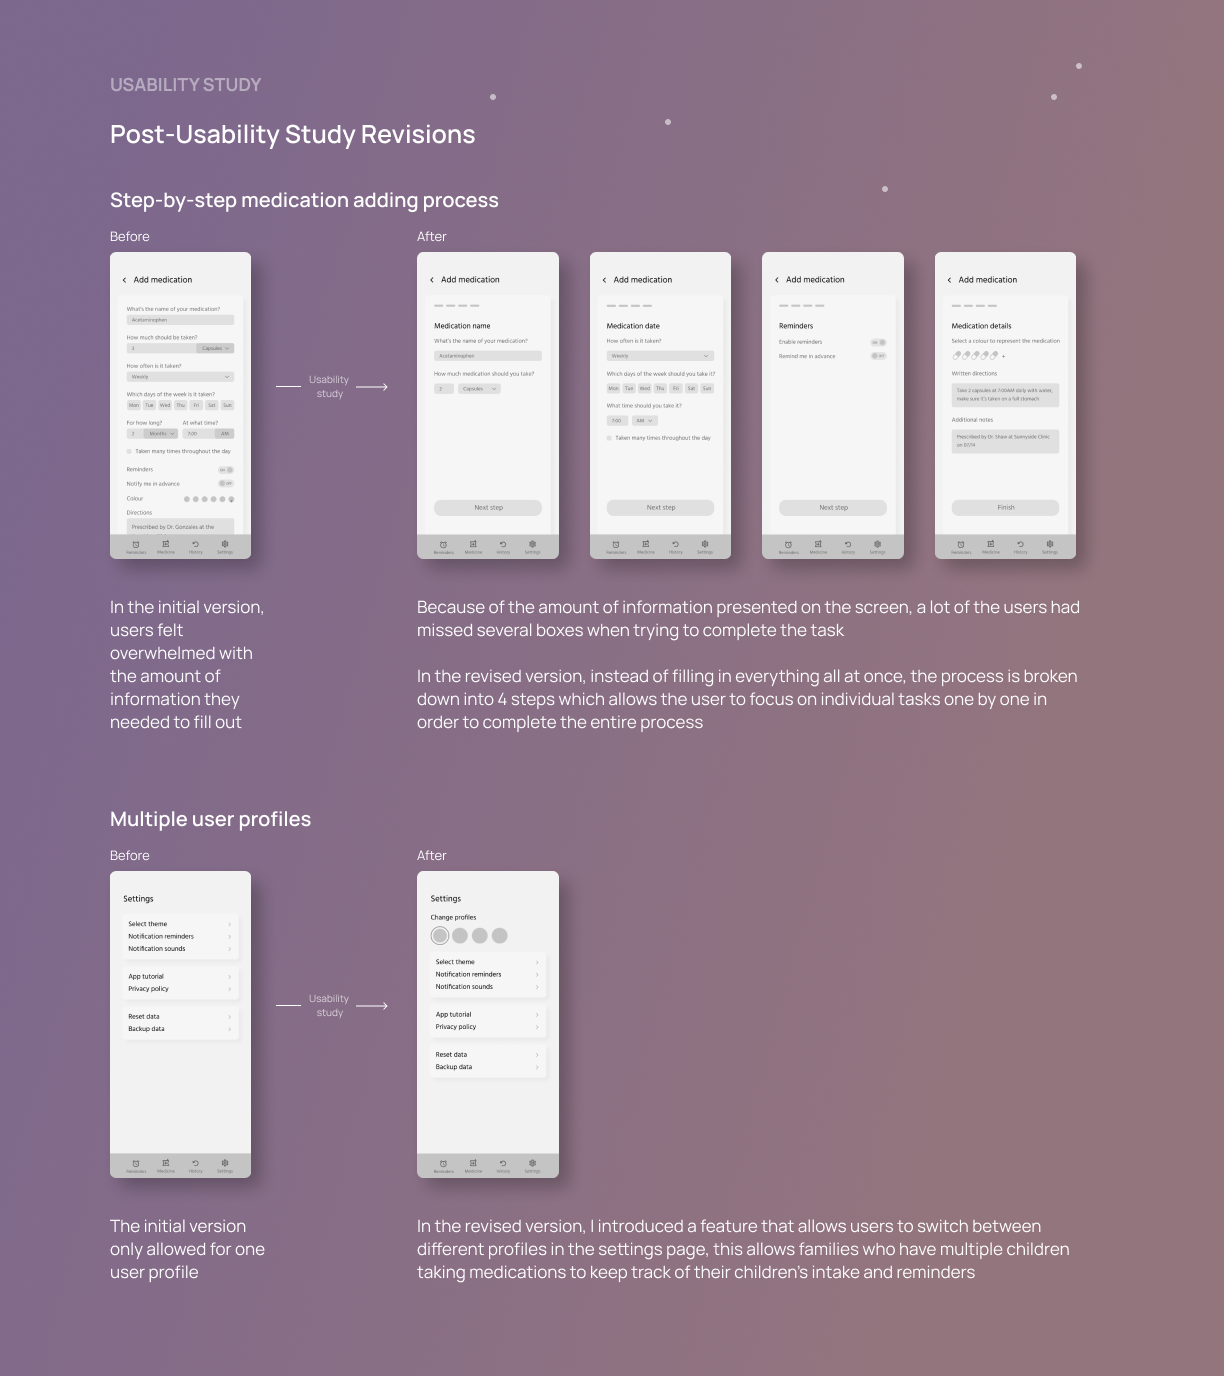 USABILITY STUDY
Post-Usability Study Revisions
Step-by-step medication adding process
Before
After
Add medication
What's the name of your medication?
Acetaminophen
How much should be taken?
2 Capsules
How often is it taken?
Weekly
Which days of the week is it taken?
Mon Tue Wed Thu Fri Sat Sun
For how long? At what time?
2 Months 7:00 AM
Taken many times throughout the day
Reminders ON
Notify me in advance OFF
Colour
Directions
Prescribed by Dr. Gonzales at the
Reminders Medicine History Settings
Usability
study
Add medication
Medication name
What's the name of your medication?
Acetaminophen
How much medication should you take?
2 Capsules
Next step
Reminders Medicine History Settings
Add medication
Medication date
How often is it taken?
Weekly
Which days of the week should you take it?
Mon Tue Wed Thu Fri Sat Sun
What time should you take it?
7:00 AM
Taken many times throughout the day
Next step
Reminders Medicine History Settings
Add medication
Reminders
Enable reminders ON
Remind me in advance OFF
Next step
Reminders Medicine History Settings
Add medication
Medication details
Select a colour to represent the medication
+
Written directions
Take 2 capsules at 7:00AM daily with water,
make sure it's taken on a full stomach
Additional notes
Prescribed by Dr. Shaw at Sunnyside Clinic
on 07/14
Finish
Reminders Medicine History Settings
In the initial version,
users felt
overwhelmed with
the amount of
information they
needed to fill out
Because of the amount of information presented on the screen, a lot of the users had
missed several boxes when trying to complete the task
In the revised version, instead of filling in everything all at once, the process is broken
down into 4 steps which allows the user to focus on individual tasks one by one in
order to complete the entire process
Multiple user profiles
Before
After
Settings
Select theme
Notification reminders
Notification sounds
App tutorial
Privacy policy
Reset data
Backup data
Reminders Medicine History Settings
Usability
study
Settings
Change profiles
Select theme
Notification reminders
Notification sounds
App tutorial
Privacy policy
Reset data
Backup data
Reminders Medicine History Settings
The initial version
only allowed for one
user profile
In the revised version, I introduced a feature that allows users to switch between
different profiles in the settings page, this allows families who have multiple children
taking medications to keep track of their children's intake and reminders